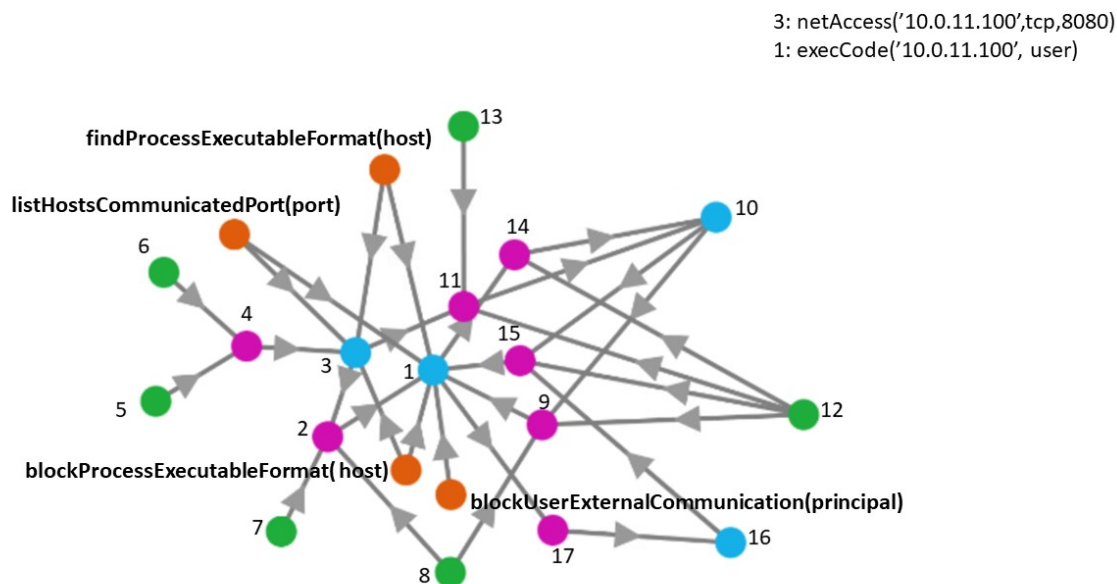 3: netAccess('10.0.11.100',tcp,8080)
1: execCode('10.0.11.100', user)
13
findProcessExecutableFormat(host)
listHostsCommunicatedPort(port)
10
14
6
11
4
15
3
1
5
9
12
2
blockProcessExecutableFormat(host)
blockUserExternalCommunication(principal)
7
17
16
8